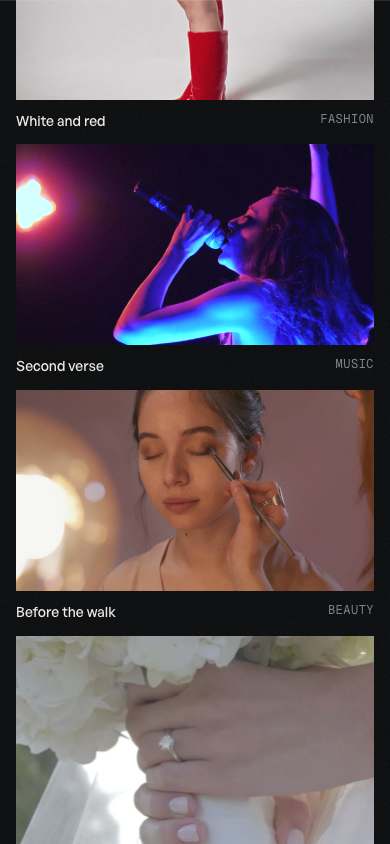 White and red
FASHION
Second verse
MUSIC
Before the walk
BEAUTY